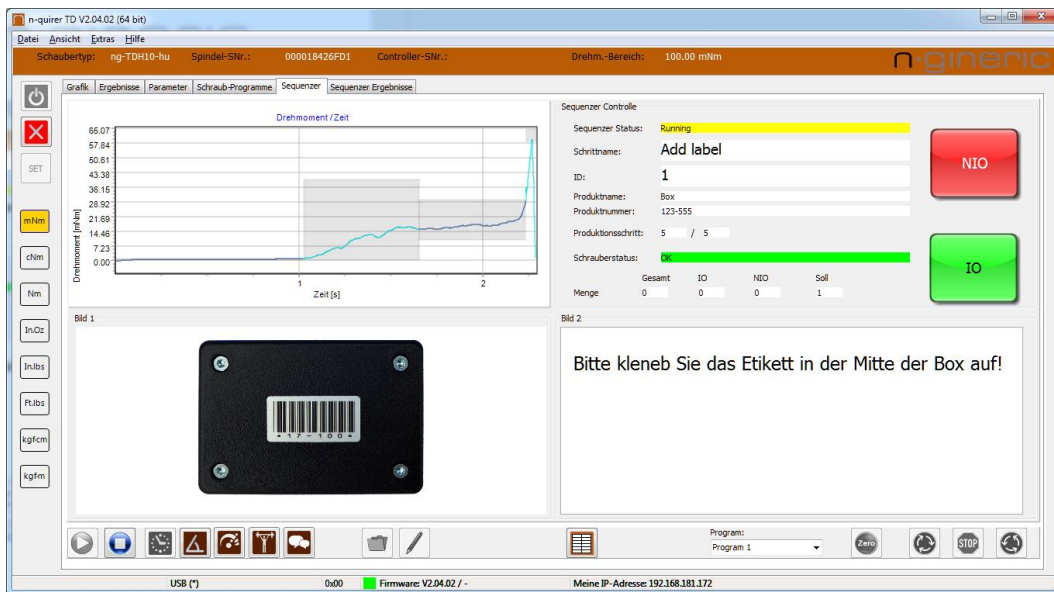 n-quirer TD V2.04.02 (64 bit)
Datei Ansicht Extras Hilfe
Schaubertyp: ng-TDH10-hu Spindel-SNr.: 000018426FD1 Controller-SNr.: Drehm.-Bereich: 100.00 mNm
n-gineric
Grafik Ergebnisse Parameter Schraub-Programme Sequenzer Sequenzer Ergebnisse
SET
mNm
cNm
Nm
In.Oz
In.lbs
Ft.lbs
kgfcm
kgfm
Drehmoment / Zeit
Drehmoment [mNm]
66.07
57.84
50.61
43.38
36.15
28.92
21.69
14.46
7.23
0.00
1 2
Zeit [s]
Sequenzer Controlle
Sequenzer Status: Running
Schrittname: Add label
ID: 1
Produktname: Box
Produktnummer: 123-555
Produktionsschritt: 5 / 5
Schrauberstatus: OK
Gesamt IO NIO Soll
Menge 0 0 0 1
NIO
IO
Bild 1
17-100
Bild 2
Bitte kleneb Sie das Etikett in der Mitte der Box auf!
Program:
Program 1
Zero
STOP
USB (*) 0x00 Firmware: V2.04.02 / - Meine IP-Adresse: 192.168.181.172